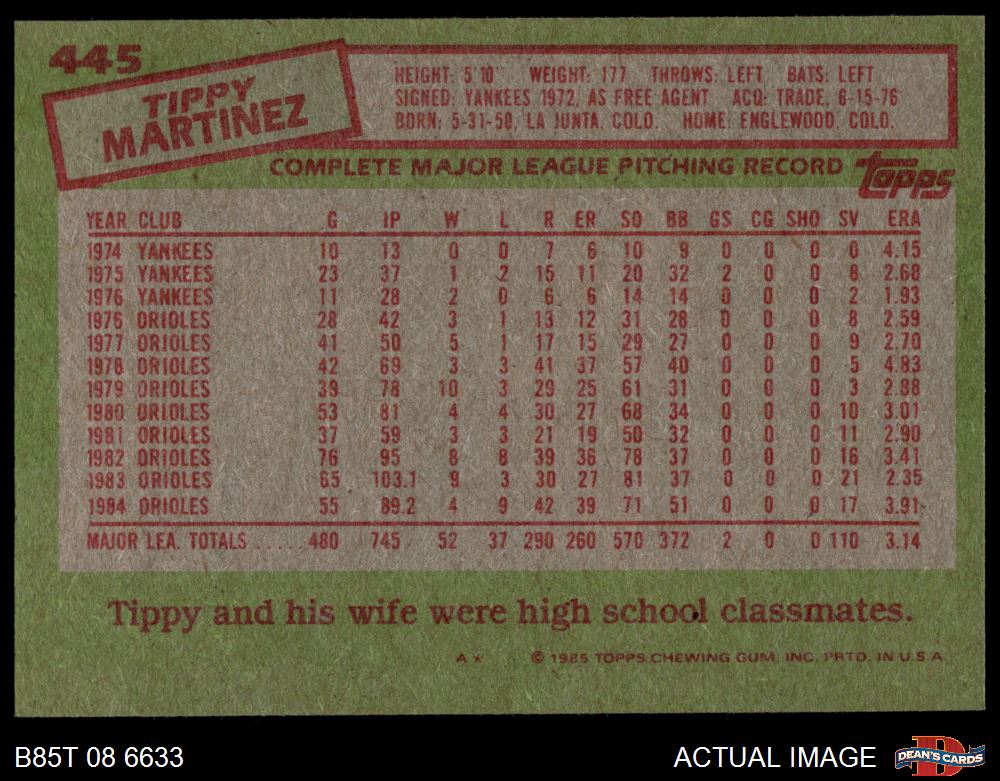 445
TIPPY
MARTINEZ
HEIGHT: 5'10" WEIGHT: 177 THROWS: LEFT BATS: LEFT
SIGNED: YANKEES 1972, AS FREE AGENT ACQ: TRADE, 6-15-76
BORN: 5-31-50, LA JUNTA, COLO. HOME: ENGLEWOOD, COLO.
COMPLETE MAJOR LEAGUE PITCHING RECORD
Topps
YEAR CLUB G IP W L R ER SO BB GS CG SHO SV ERA
1974 YANKEES 10 13 0 0 7 6 10 9 0 0 0 0 4.15
1975 YANKEES 23 37 1 2 15 11 20 32 2 0 0 8 2.68
1976 YANKEES 11 28 2 0 6 6 14 14 0 0 0 2 1.93
1976 ORIOLES 28 42 3 1 13 12 31 28 0 0 0 8 2.59
1977 ORIOLES 41 50 5 1 17 15 29 27 0 0 0 9 2.70
1978 ORIOLES 42 69 3 3 41 37 57 40 0 0 0 5 4.83
1979 ORIOLES 39 78 10 3 29 25 61 31 0 0 0 3 2.88
1980 ORIOLES 53 81 4 4 30 27 68 34 0 0 0 10 3.01
1981 ORIOLES 37 59 3 3 21 19 50 32 0 0 0 11 2.90
1982 ORIOLES 76 95 8 8 39 36 78 37 0 0 0 16 3.41
1983 ORIOLES 65 103.1 9 3 30 27 81 37 0 0 0 21 2.35
1984 ORIOLES 55 89.2 4 9 42 39 71 51 0 0 0 17 3.91
MAJOR LEA. TOTALS ..... 480 745 52 37 290 260 570 372 2 0 0 110 3.14
Tippy and his wife were high school classmates.
A* © 1985 TOPPS CHEWING GUM, INC. PRTD. IN U.S.A.
B85T 08 6633 ACTUAL IMAGE DEAN'S CARDS